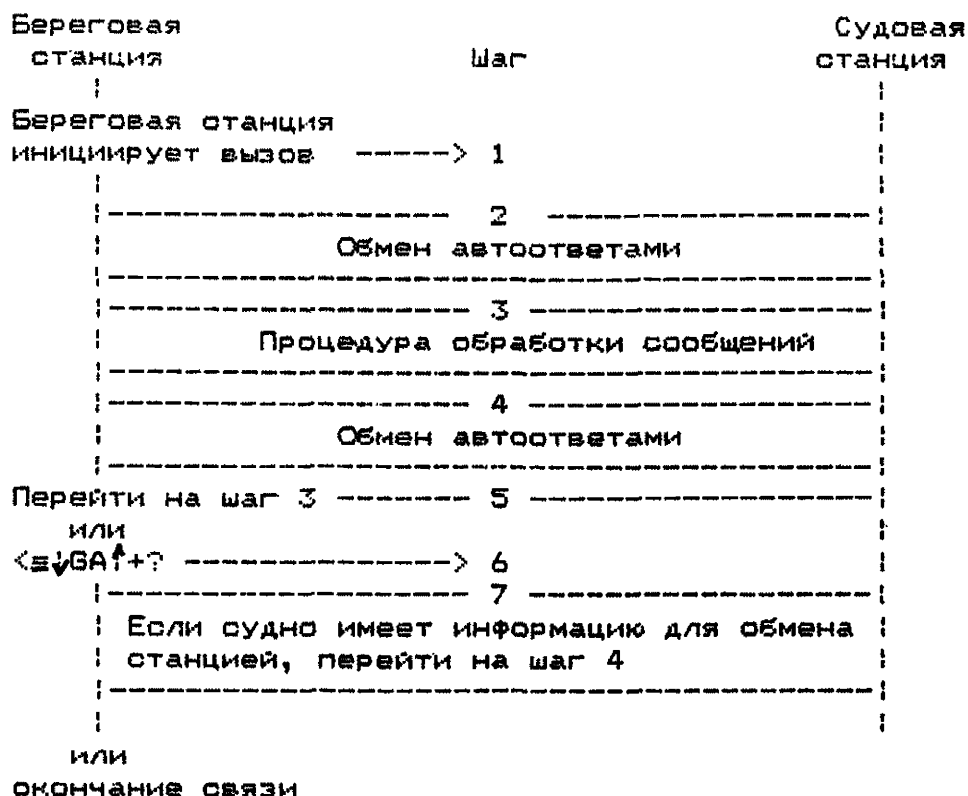 Береговая Судовая
станция Шаг станция
Береговая станция
инициирует вызов -----> 1
------------------ 2 -----------------
Обмен автоответами
------------------- 3 ------------------
Процедура обработки сообщений
------------------- 4 ------------------
Обмен автоответами
Перейти на шаг 3 ------- 5 ------------------
или
<≡↓GA↑+? --------------> 6
------------------- 7 ------------------
Если судно имеет информацию для обмена
станцией, перейти на шаг 4
или
окончание связи